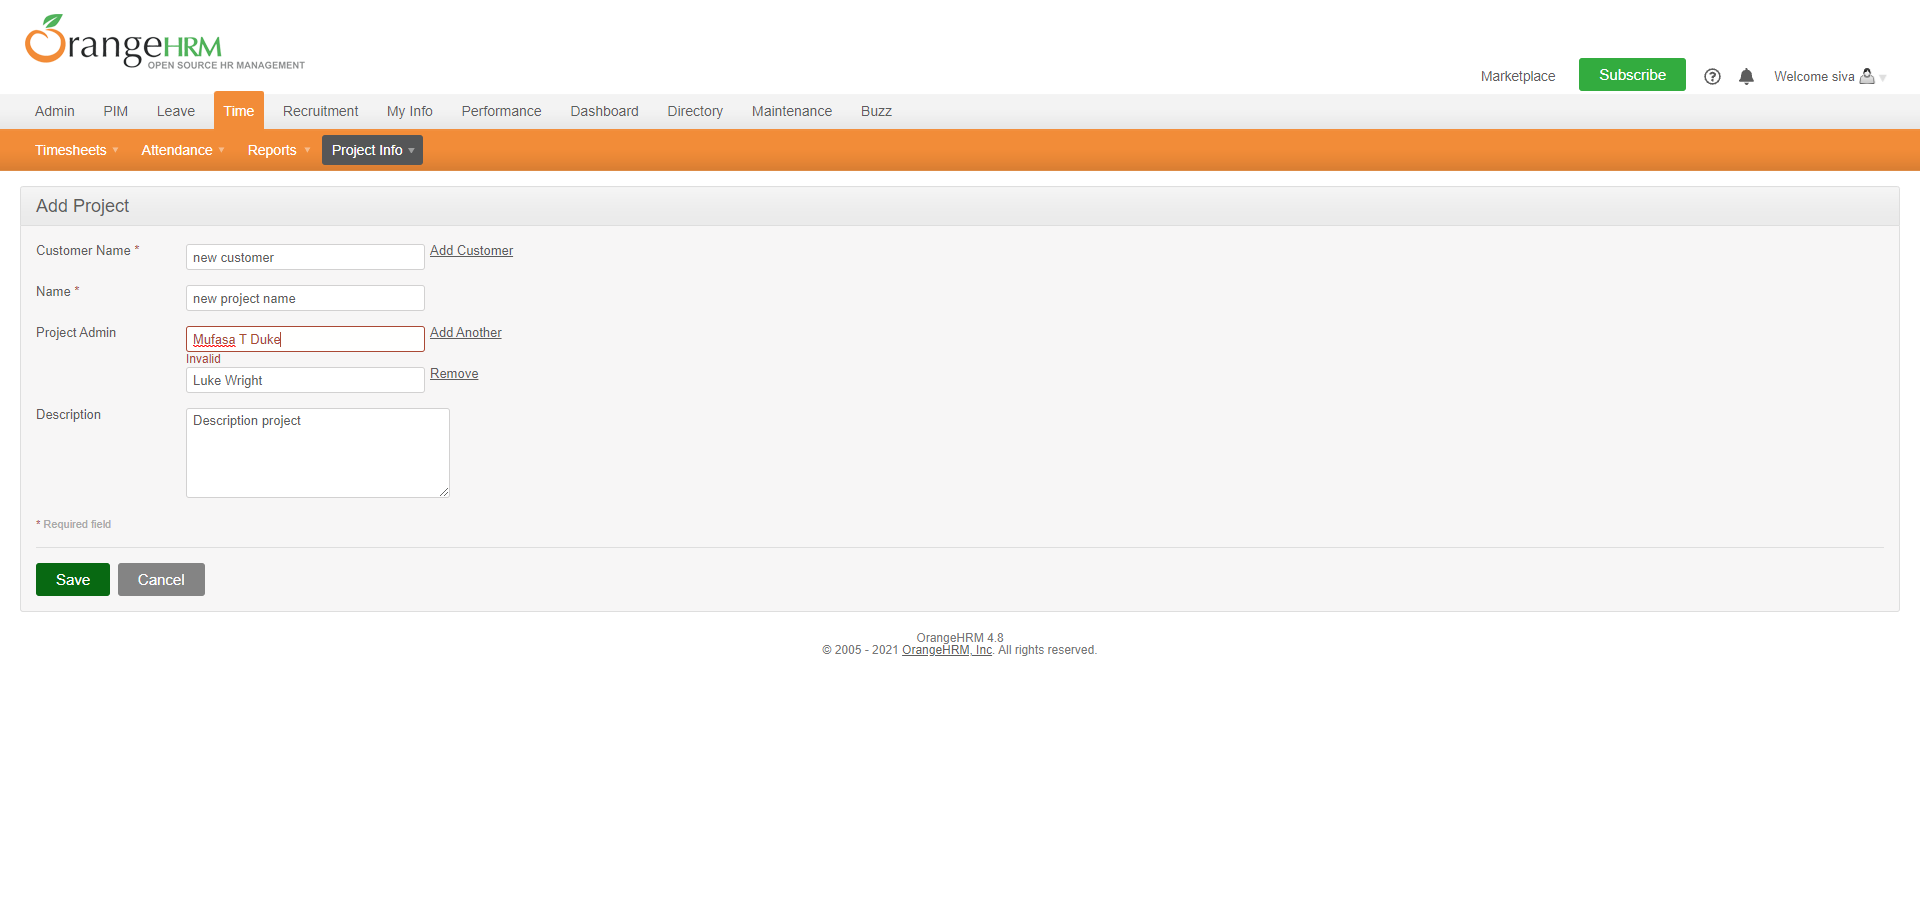 OrangeHRM
OPEN SOURCE HR MANAGEMENT
Marketplace Subscribe Welcome siva
Admin PIM Leave Time Recruitment My Info Performance Dashboard Directory Maintenance Buzz
Timesheets Attendance Reports Project Info
Add Project
Customer Name * new customer Add Customer
Name * new project name
Project Admin Mufasa T Duke Add Another
Invalid
Luke Wright Remove
Description Description project
* Required field
Save Cancel
OrangeHRM 4.8
© 2005 - 2021 OrangeHRM, Inc. All rights reserved.